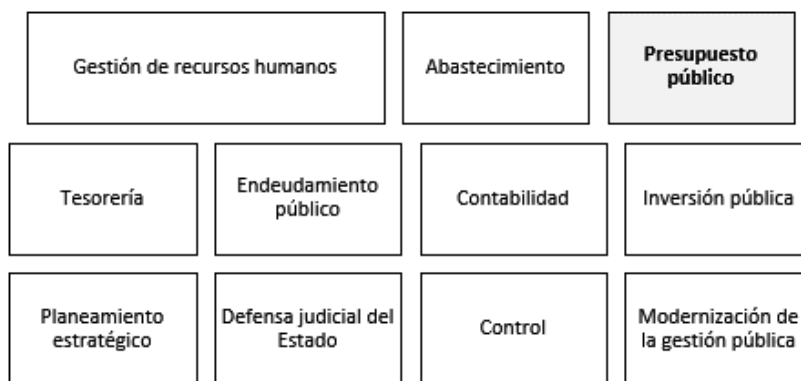 Gestión de recursos humanos
Abastecimiento
Presupuesto
público
Tesorería
Endeudamiento
público
Contabilidad
Inversión pública
Planeamiento
estratégico
Defensa judicial del
Estado
Control
Modernización de
la gestión pública